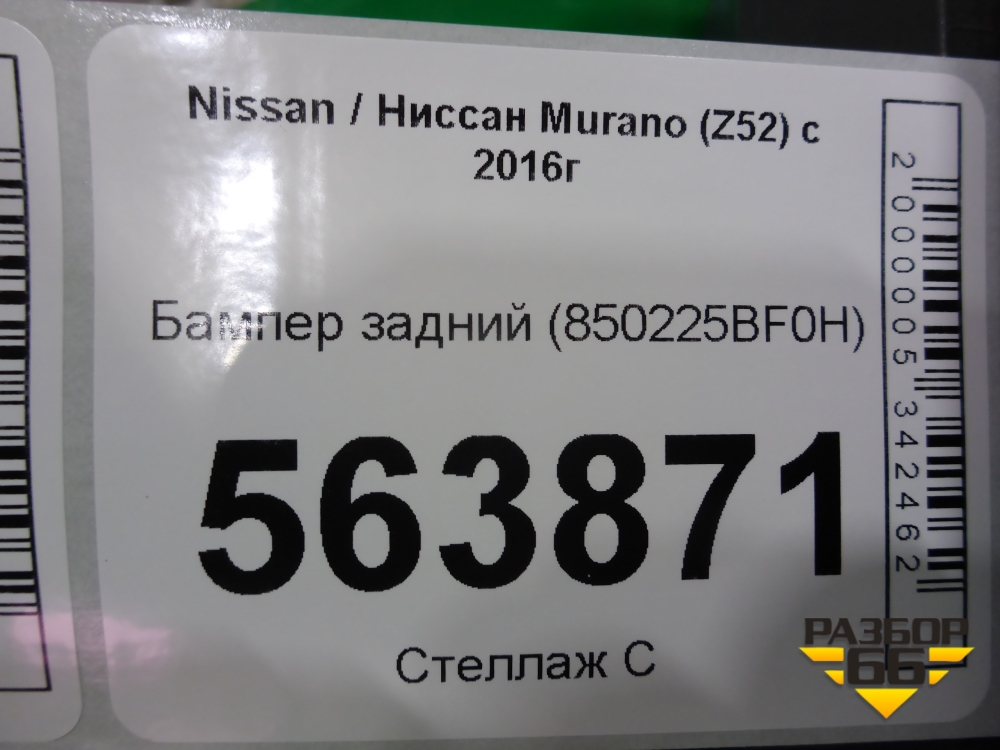 Nissan / Ниссан Murano (Z52) с
2016г
Бампер задний (850225BF0H)
563871
Стеллаж С
2000005342462
РАЗБОР
66